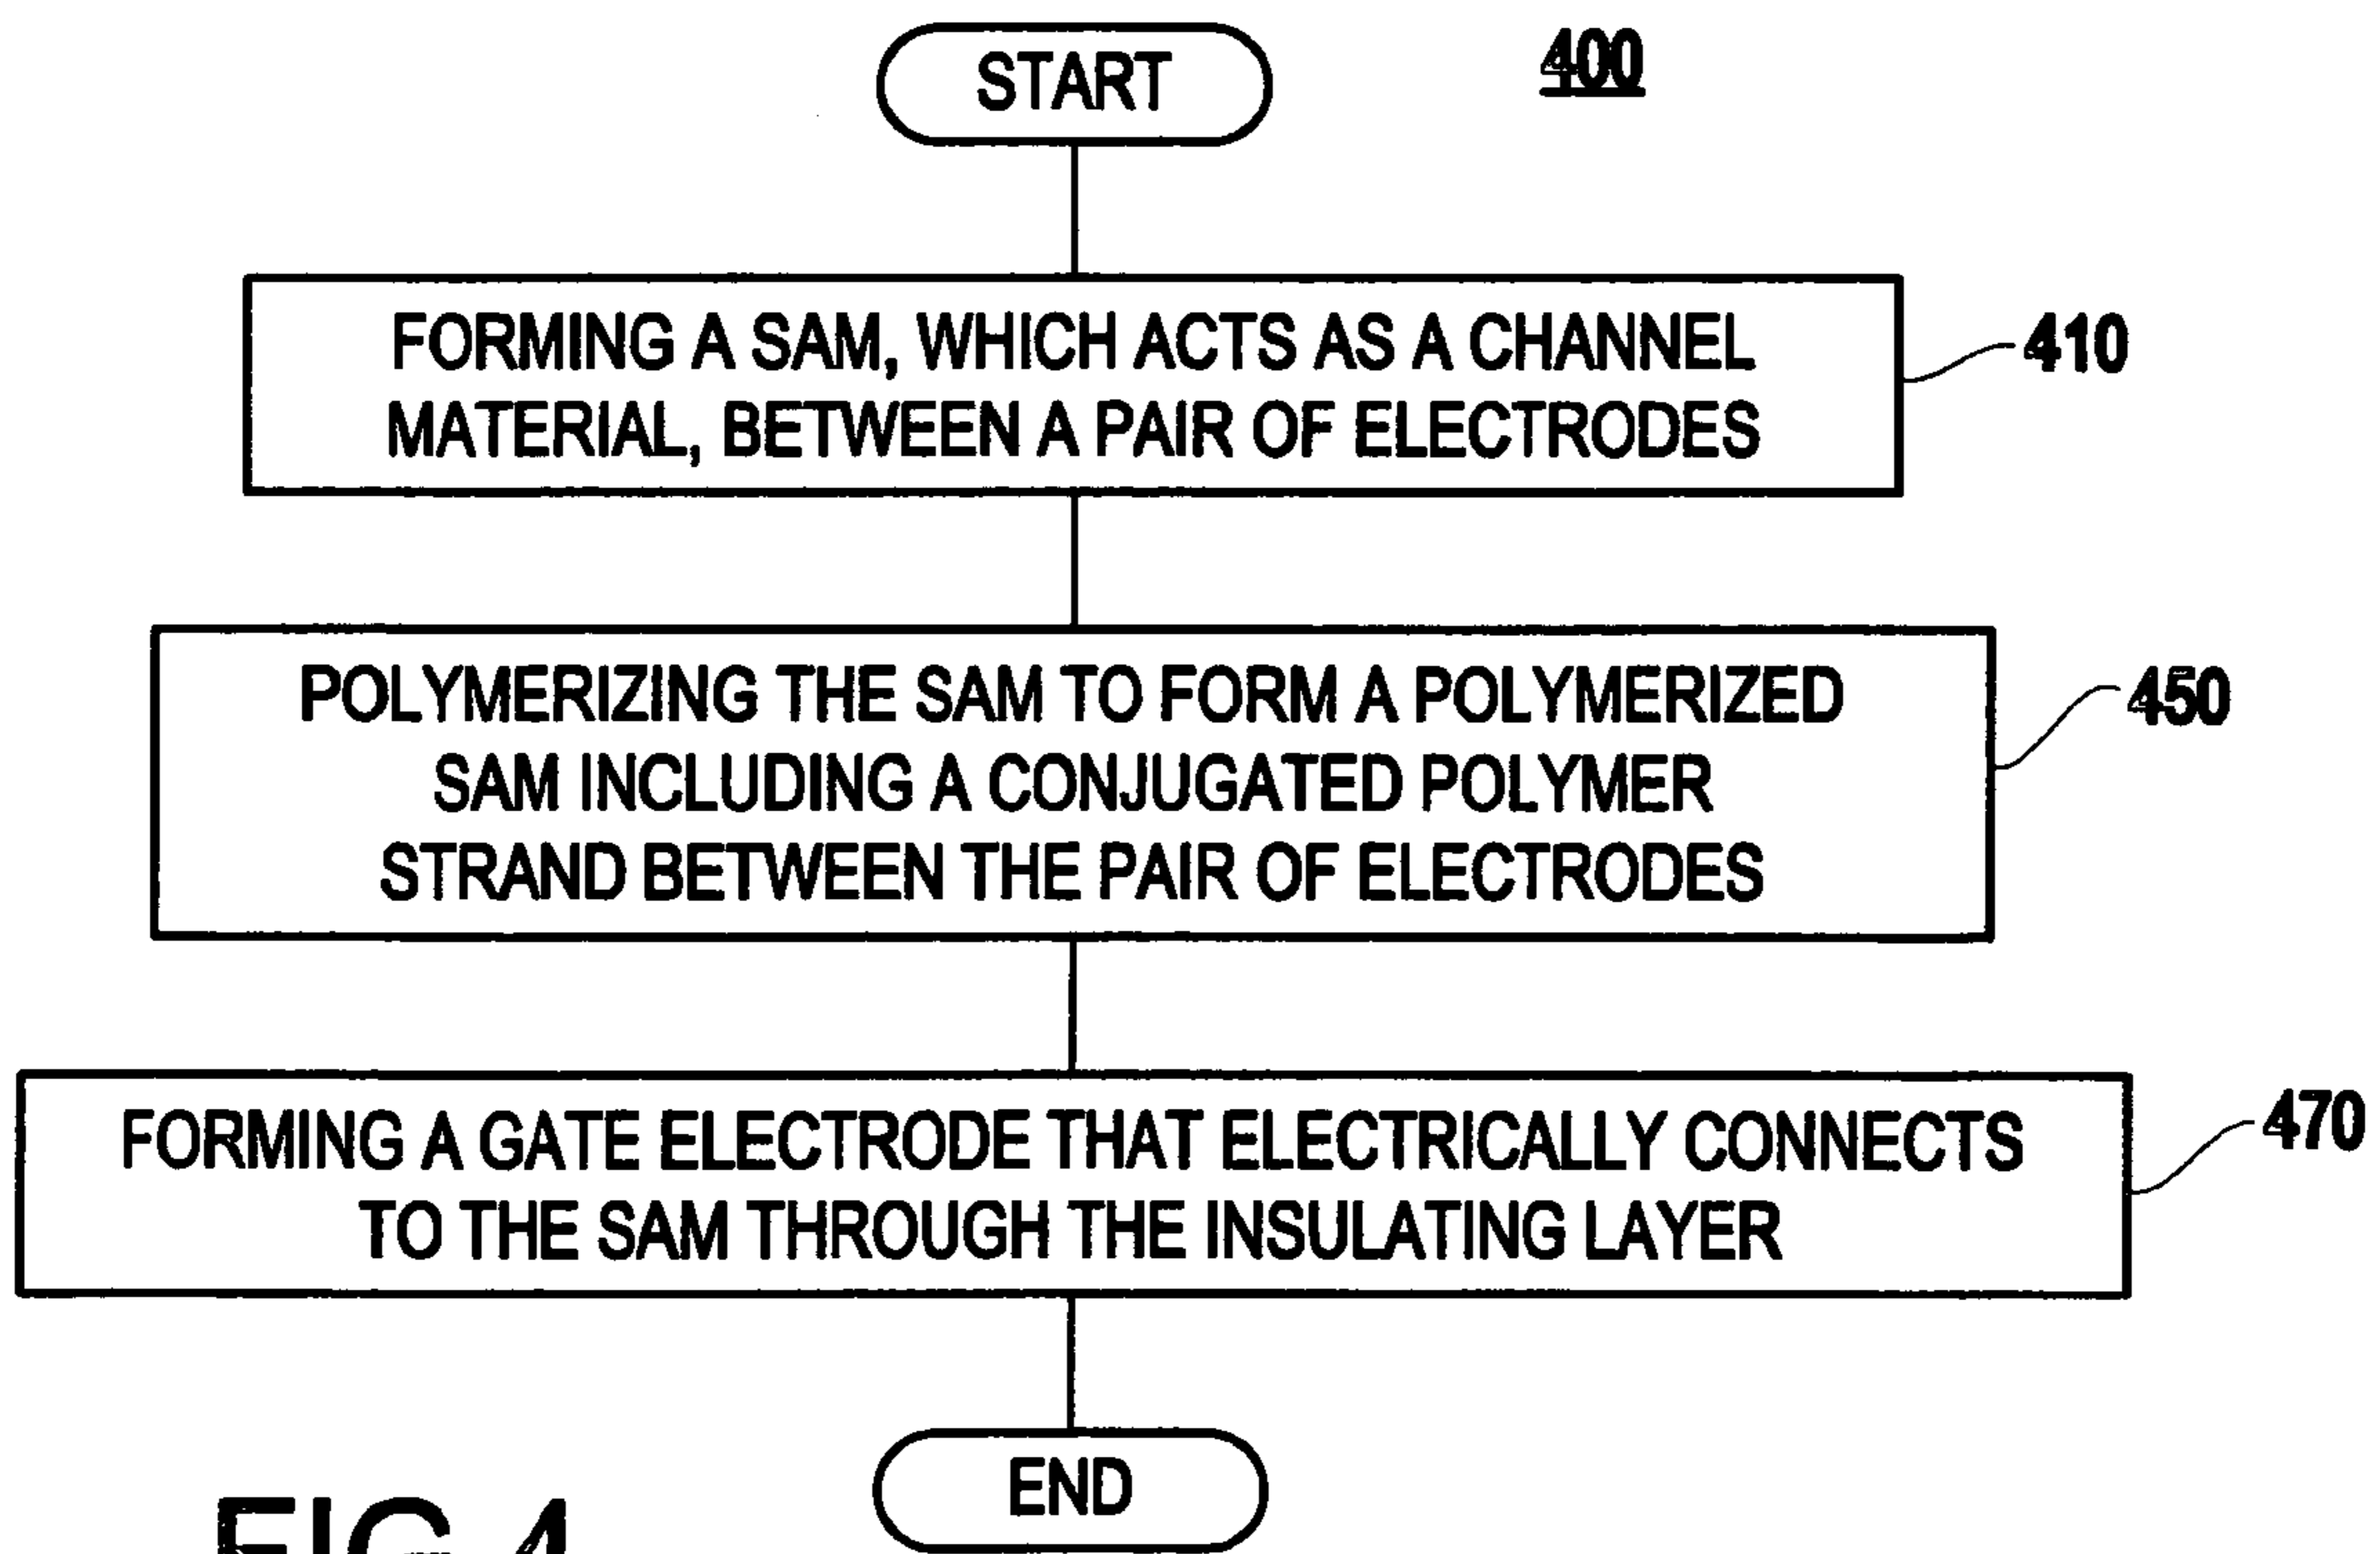 START
400
FORMING A SAM, WHICH ACTS AS A CHANNEL
MATERIAL, BETWEEN A PAIR OF ELECTRODES
410
POLYMERIZING THE SAM TO FORM A POLYMERIZED
SAM INCLUDING A CONJUGATED POLYMER
STRAND BETWEEN THE PAIR OF ELECTRODES
450
FORMING A GATE ELECTRODE THAT ELECTRICALLY CONNECTS
TO THE SAM THROUGH THE INSULATING LAYER
470
END
FIG.4